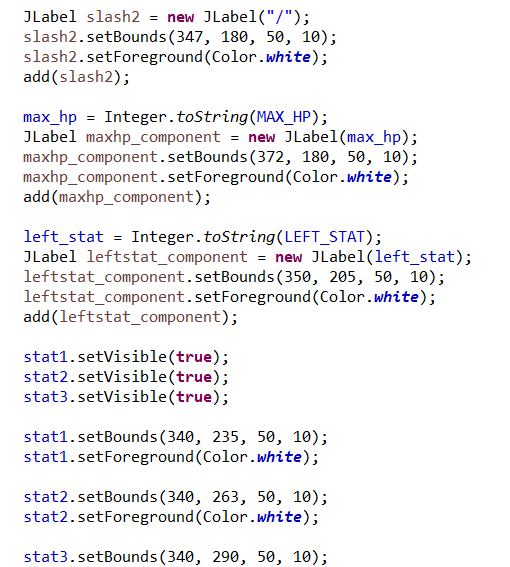 JLabel slash2 = new JLabel("/");
slash2.setBounds(347, 180, 50, 10);
slash2.setForeground(Color.white);
add(slash2);
max_hp = Integer.toString(MAX_HP);
JLabel maxhp_component = new JLabel(max_hp);
maxhp_component.setBounds(372, 180, 50, 10);
maxhp_component.setForeground(Color.white);
add(maxhp_component);
left_stat = Integer.toString(LEFT_STAT);
JLabel leftstat_component = new JLabel(left_stat);
leftstat_component.setBounds(350, 205, 50, 10);
leftstat_component.setForeground(Color.white);
add(leftstat_component);
stat1.setVisible(true);
stat2.setVisible(true);
stat3.setVisible(true);
stat1.setBounds(340, 235, 50, 10);
stat1.setForeground(Color.white);
stat2.setBounds(340, 263, 50, 10);
stat2.setForeground(Color.white);
stat3.setBounds(340, 290, 50, 10);